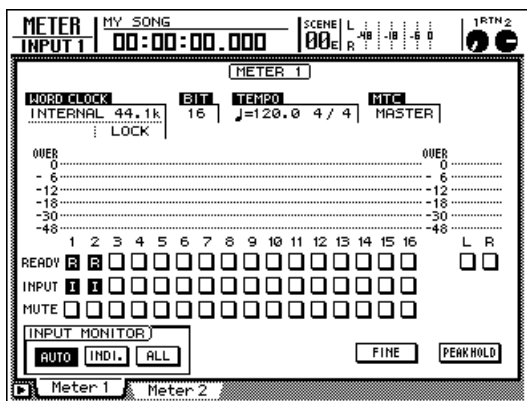 METER MY SONG SCENE L -48 -18 -6 0 1 RTN 2
INPUT 1 00:00:00.000 00E R
METER 1
WORD CLOCK BIT TEMPO MTC
INTERNAL 44.1k 16 ♩=120.0 4/4 MASTER
LOCK
OVER OVER
0 0
- 6 - 6
-12 -12
-18 -18
-30 -30
-48 -48
1 2 3 4 5 6 7 8 9 10 11 12 13 14 15 16 L R
READY R R
INPUT I I
MUTE
INPUT MONITOR
AUTO INDI. ALL FINE PEAKHOLD
Meter 1 Meter 2